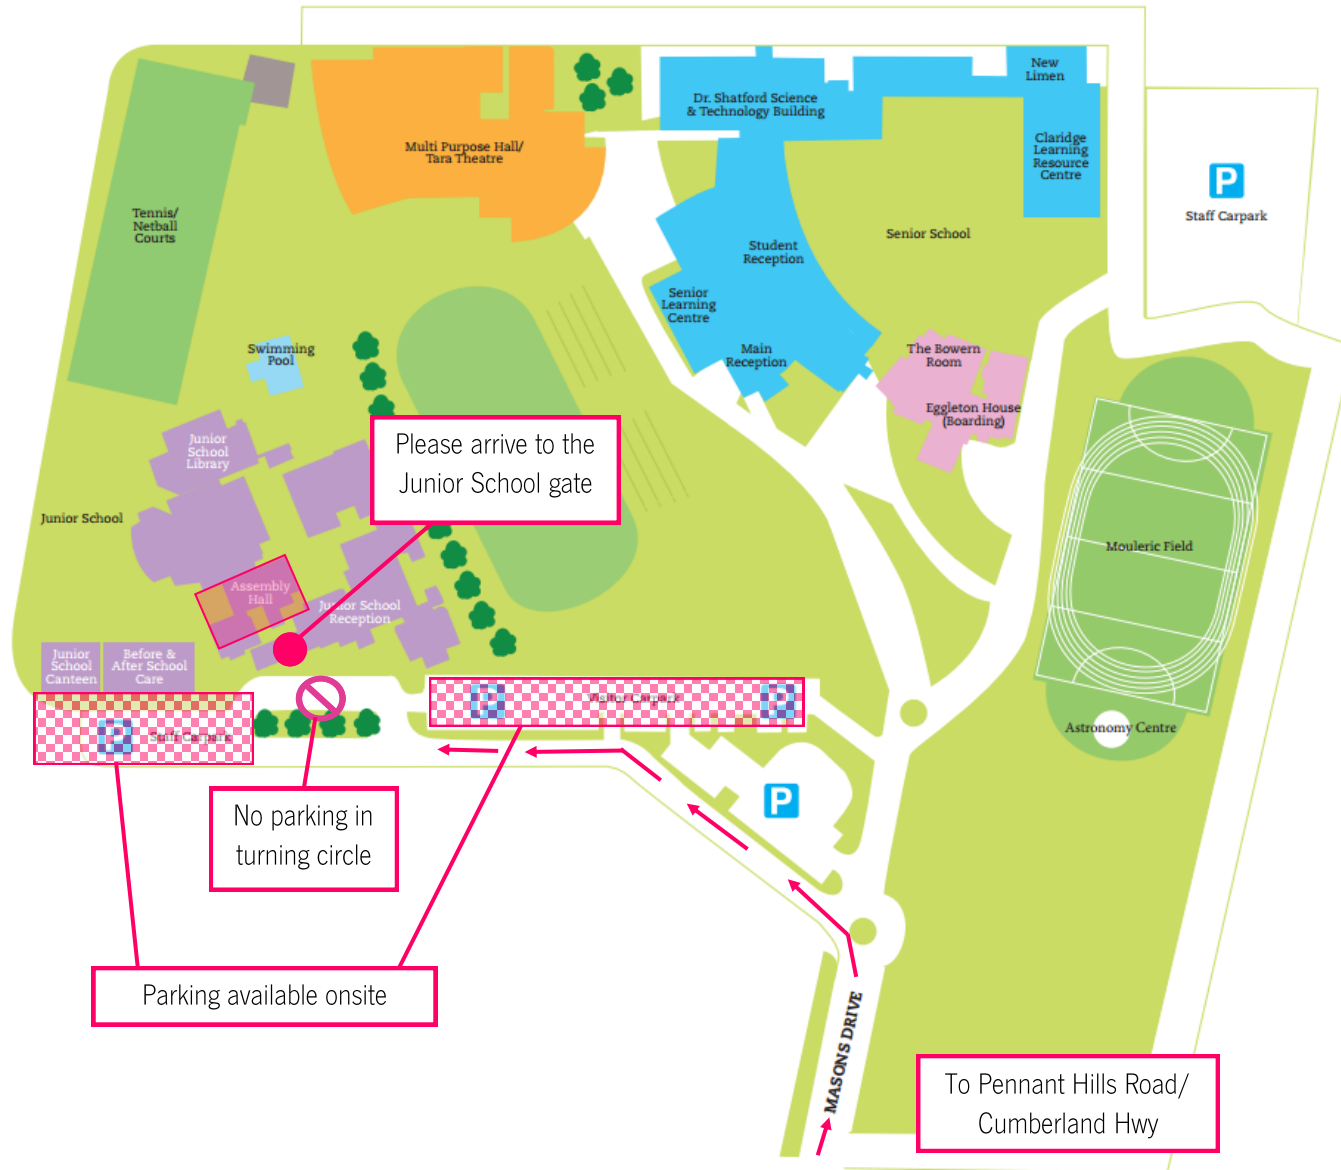 New
Limen
Dr. Shatford Science
& Technology Building
Multi Purpose Hall/
Tara Theatre
Claridge
Learning
Resource
Centre
P
Staff Carpark
Tennis/
Netball
Courts
Senior School
Student
Reception
Senior
Learning
Centre
Swimming
Pool
Main
Reception
The Bowern
Room
Eggleton House
(Boarding)
Junior
School
Library
Please arrive to the
Junior School gate
Junior School
Mouleric Field
Assembly
Hall
Junior School
Reception
Junior
School
Canteen
Before &
After School
Care
P
Visitor Carpark
P
P
Staff Carpark
Astronomy Centre
P
No parking in
turning circle
Parking available onsite
MASONS DRIVE
To Pennant Hills Road/
Cumberland Hwy